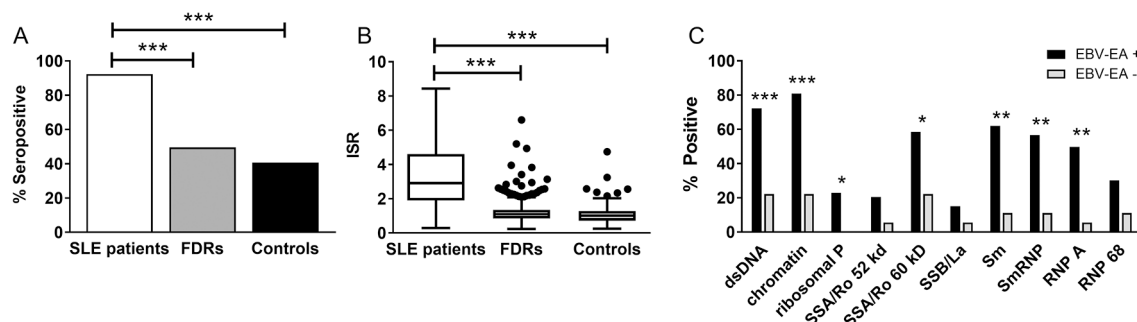 A
***
***
% Seropositive
100
80
60
40
20
0
SLE patients FDRs Controls
B
***
***
ISR
10
8
6
4
2
0
SLE patients FDRs Controls
C
EBV-EA +
EBV-EA -
% Positive
100
80
60
40
20
0
*** *** * * ** ** **
dsDNA
chromatin
ribosomal P
SSA/Ro 52 kd
SSA/Ro 60 kD
SSB/La
Sm
SmRNP
RNP A
RNP 68